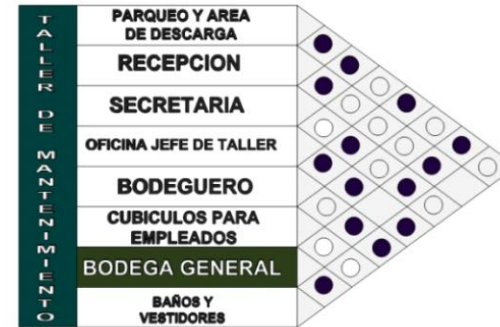 TALLER DE MANTENIMIENTO
PARQUEO Y AREA
DE DESCARGA
RECEPCION
SECRETARIA
OFICINA JEFE DE TALLER
BODEGUERO
CUBICULOS PARA
EMPLEADOS
BODEGA GENERAL
BAÑOS Y
VESTIDORES